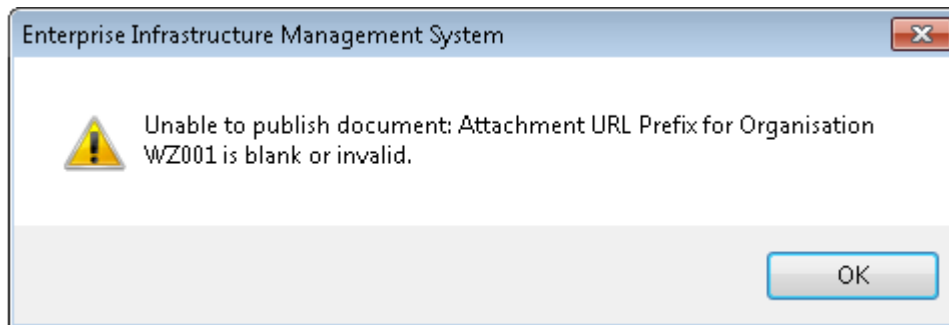 Enterprise Infrastructure Management System
Unable to publish document: Attachment URL Prefix for Organisation
WZ001 is blank or invalid.
OK